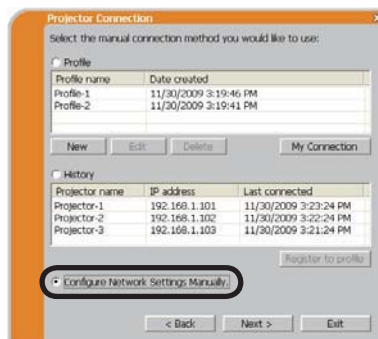 Projector Connection
Select the manual connection method you would like to use:
Profile
Profile name Date created
Profile-1 11/30/2009 3:19:46 PM
Profile-2 11/30/2009 3:19:41 PM
New Edit Delete My Connection
History
Projector name IP address Last connected
Projector-1 192.168.1.101 11/30/2009 3:23:24 PM
Projector-2 192.168.1.102 11/30/2009 3:22:24 PM
Projector-3 192.168.1.103 11/30/2009 3:21:24 PM
Register to profile
Configure Network Settings Manually.
< Back Next > Exit